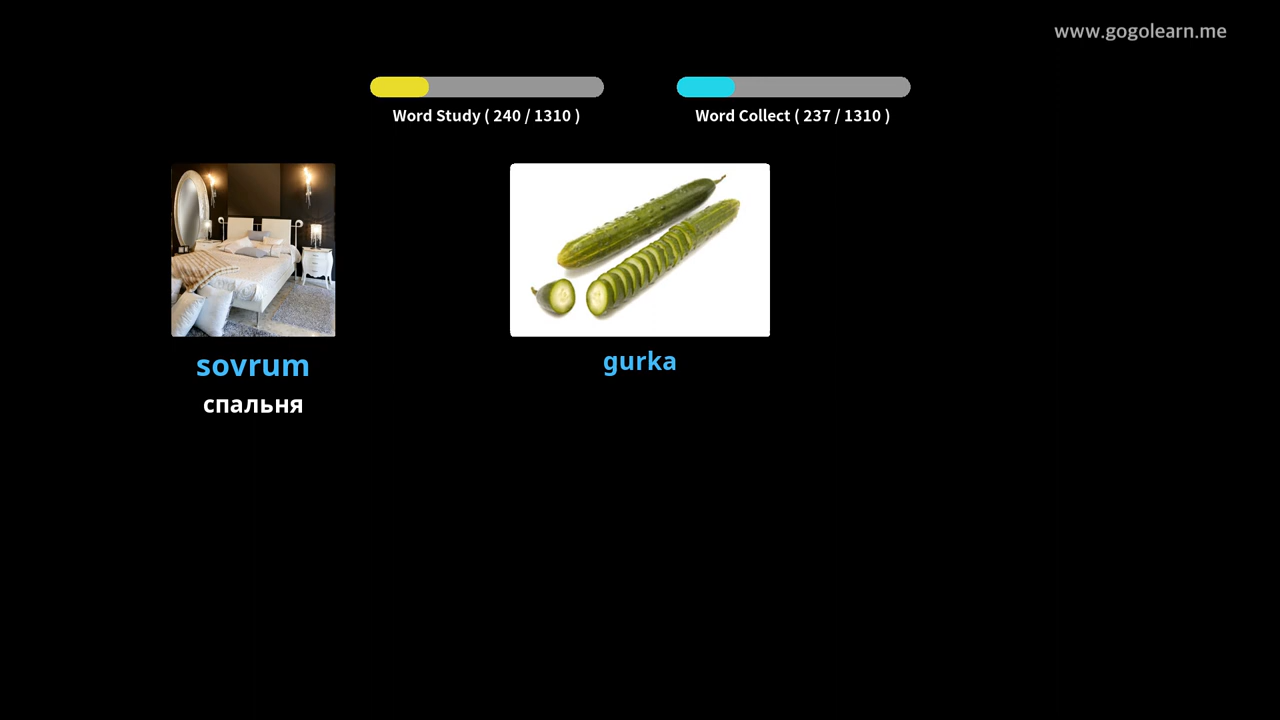 www.gogolearn.me
Word Study ( 240 / 1310 )
Word Collect ( 237 / 1310 )
sovrum
спальня
gurka